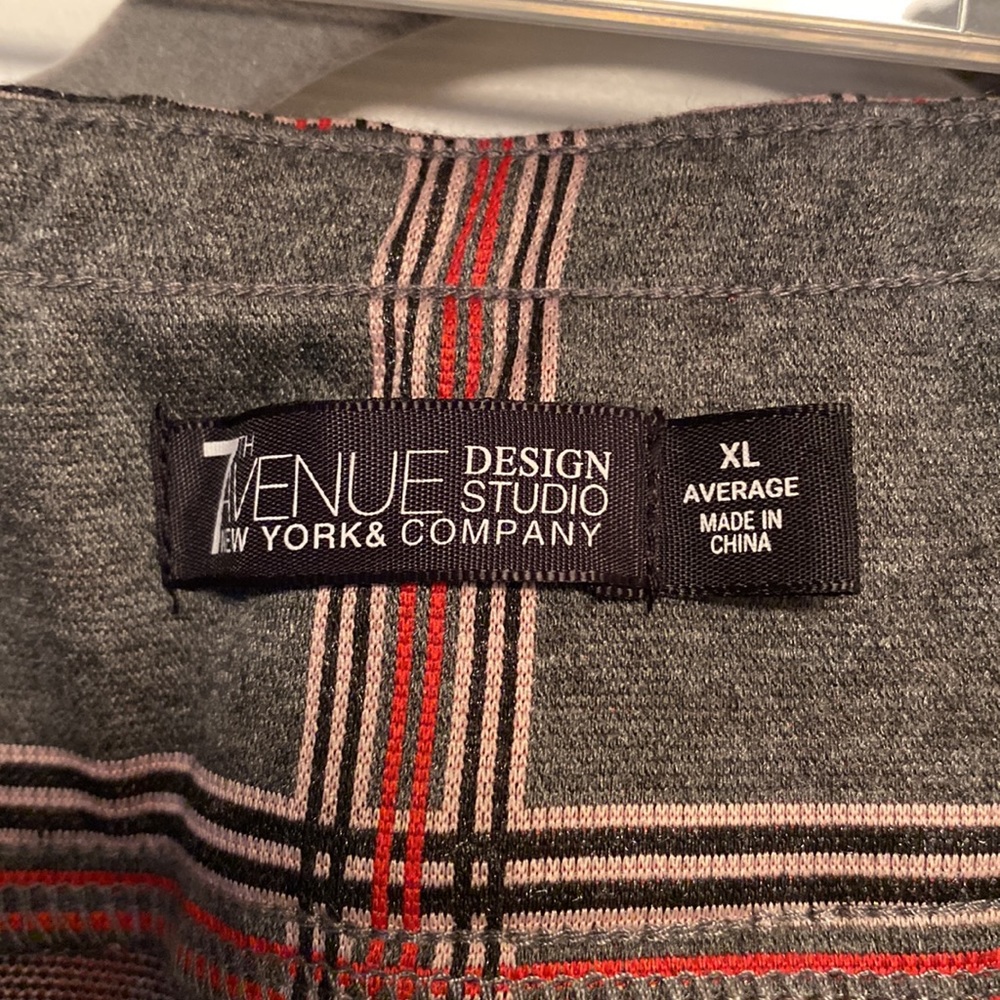 7TH AVENUE DESIGN STUDIO
NEW YORK & COMPANY
XL
AVERAGE
MADE IN
CHINA